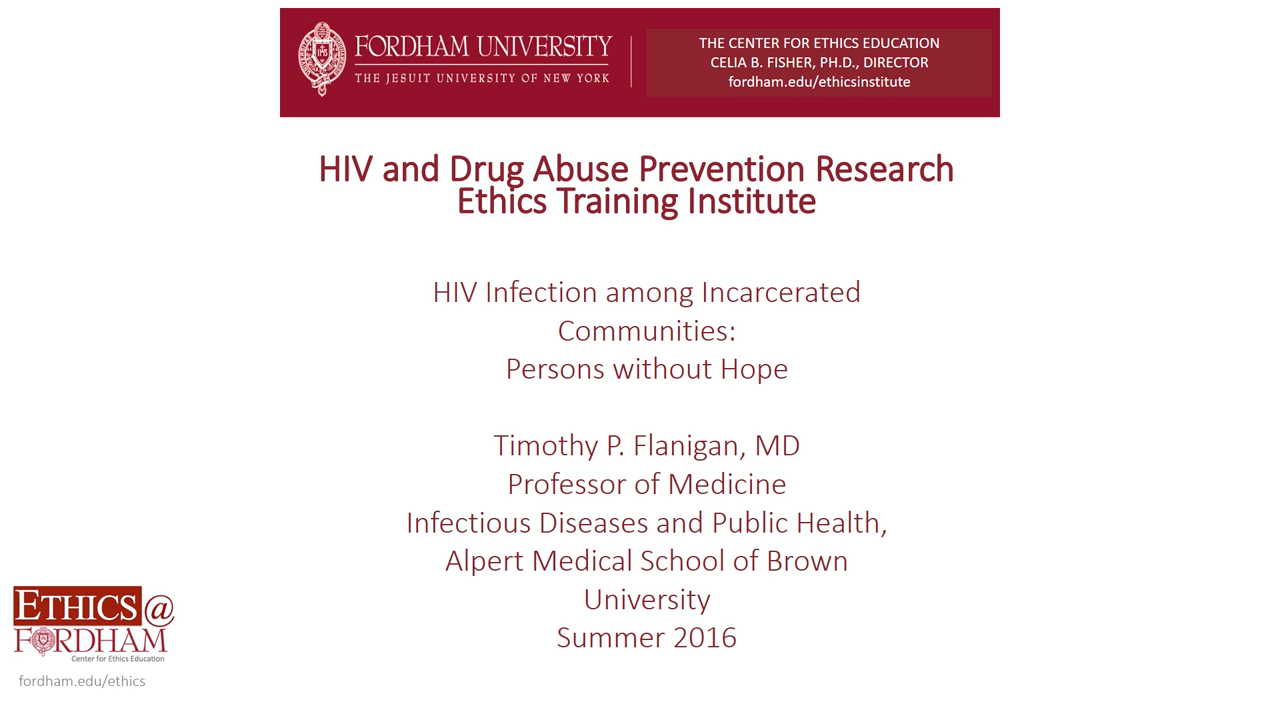 FORDHAM UNIVERSITY
THE JESUIT UNIVERSITY OF NEW YORK
THE CENTER FOR ETHICS EDUCATION
CELIA B. FISHER, PH.D., DIRECTOR
fordham.edu/ethicsinstitute
HIV and Drug Abuse Prevention Research
Ethics Training Institute
HIV Infection among Incarcerated
Communities:
Persons without Hope
Timothy P. Flanigan, MD
Professor of Medicine
Infectious Diseases and Public Health,
Alpert Medical School of Brown
University
Summer 2016
ETHICS@
FORDHAM
Center for Ethics Education
fordham.edu/ethics